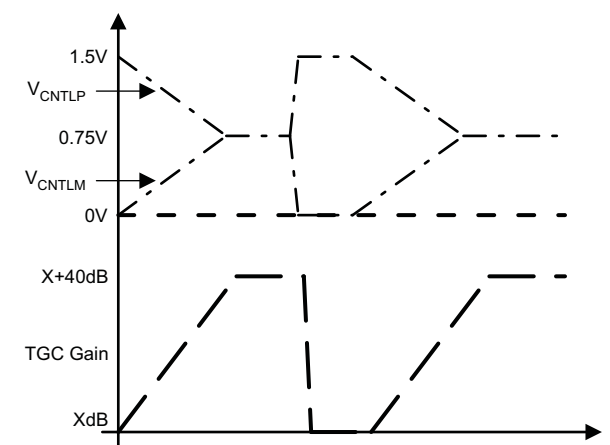 1.5V
VCNTLP
0.75V
VCNTLM
0V
X+40dB
TGC Gain
XdB